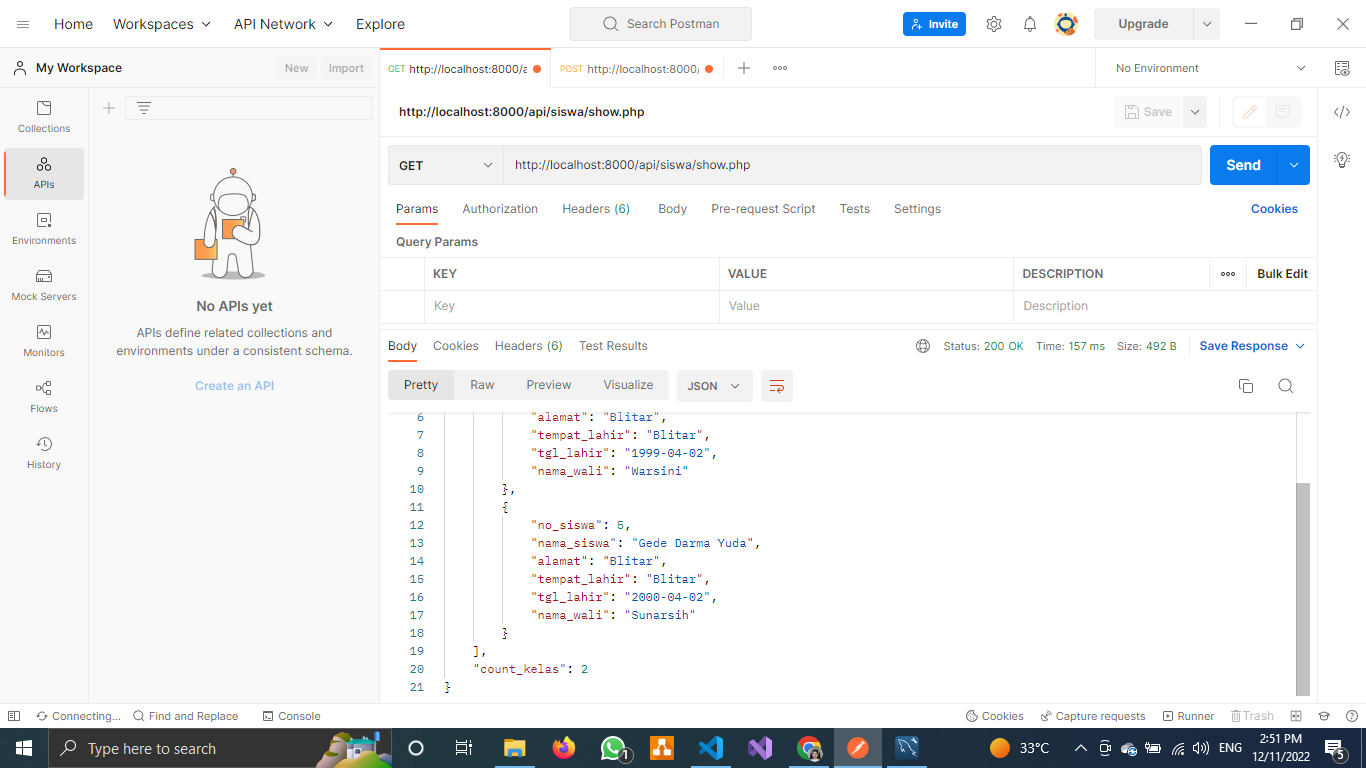 Home Workspaces API Network Explore Search Postman Invite Upgrade
My Workspace New Import GET http://localhost:8000/a POST http://localhost:8000/ No Environment
Collections
APIs
Environments
Mock Servers
Monitors
Flows
History
No APIs yet
APIs define related collections and
environments under a consistent schema.
Create an API
http://localhost:8000/api/siswa/show.php Save
GET http://localhost:8000/api/siswa/show.php Send
Params Authorization Headers (6) Body Pre-request Script Tests Settings Cookies
Query Params
KEY VALUE DESCRIPTION Bulk Edit
Key Value Description
Body Cookies Headers (6) Test Results Status: 200 OK Time: 157 ms Size: 492 B Save Response
Pretty Raw Preview Visualize JSON
6 "alamat": "Blitar",
7 "tempat_lahir": "Blitar",
8 "tgl_lahir": "1999-04-02",
9 "nama_wali": "Warsini"
10 },
11 {
12 "no_siswa": 5,
13 "nama_siswa": "Gede Darma Yuda",
14 "alamat": "Blitar",
15 "tempat_lahir": "Blitar",
16 "tgl_lahir": "2000-04-02",
17 "nama_wali": "Sunarsih"
18 }
19 ],
20 "count_kelas": 2
21 }
Connecting... Find and Replace Console Cookies Capture requests Runner Trash
Type here to search 1 33°C ENG 2:51 PM 5
12/11/2022